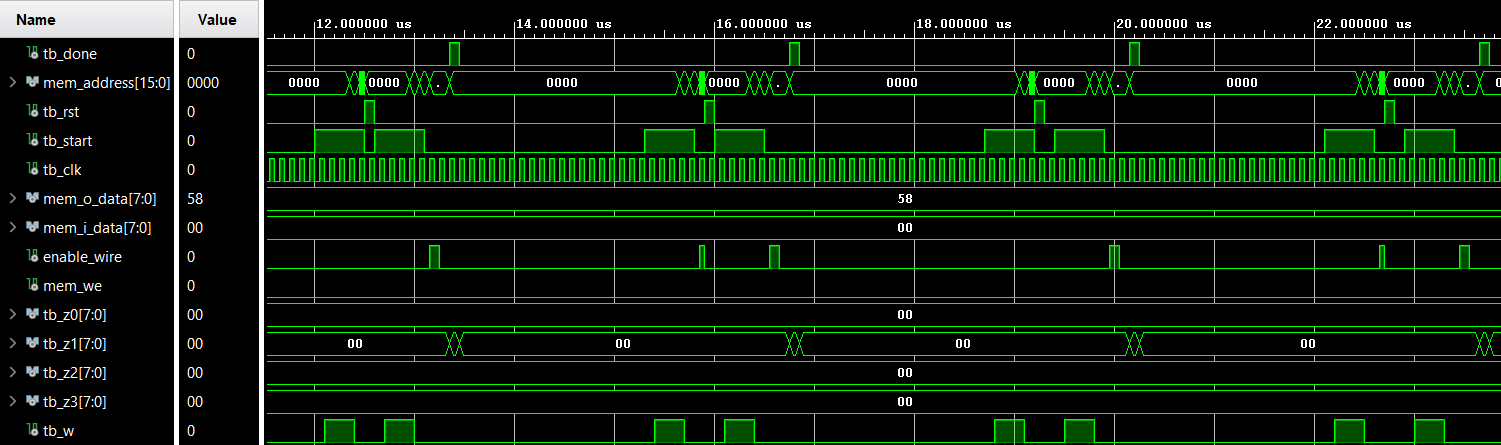 Name Value 12.000000 us 14.000000 us 16.000000 us 18.000000 us 20.000000 us 22.000000 us
tb_done 0
mem_address[15:0] 0000 0000 0000 . 0000 0000 . 0000 0000 . 0000 0000 .
tb_rst 0
tb_start 0
tb_clk 0
mem_o_data[7:0] 58 58
mem_i_data[7:0] 00 00
enable_wire 0
mem_we 0
tb_z0[7:0] 00 00
tb_z1[7:0] 00 00 00 00 00
tb_z2[7:0] 00 00
tb_z3[7:0] 00 00
tb_w 0